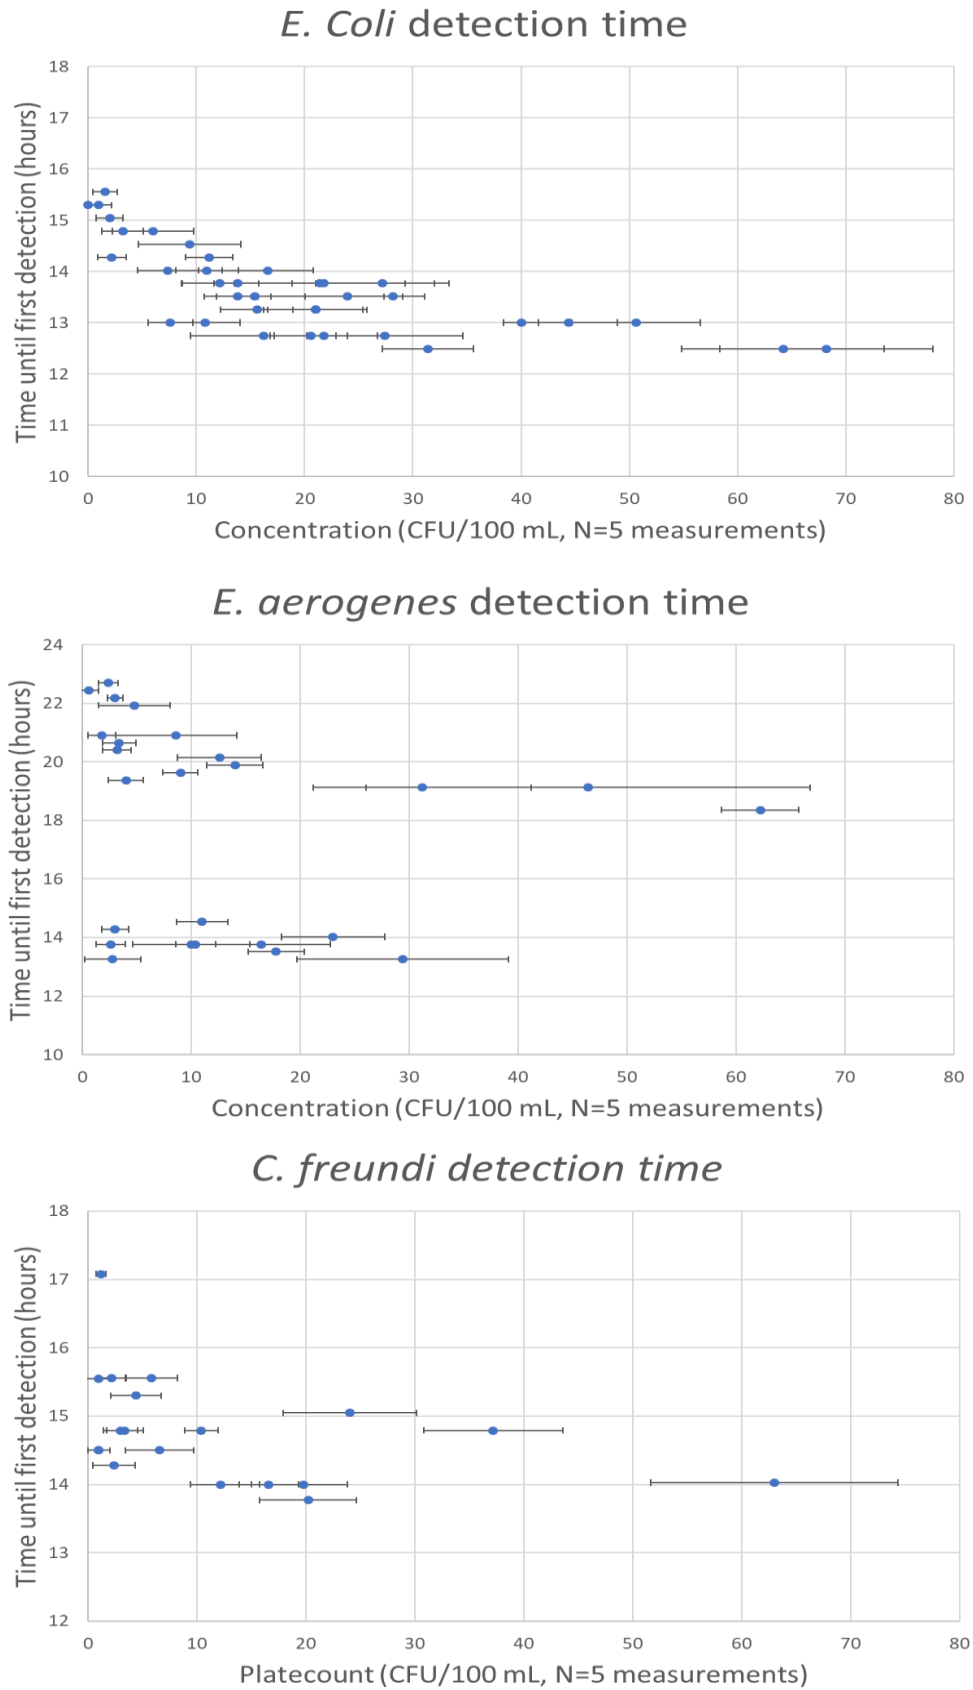 E. Coli detection time
18
17
16
15
14
13
12
11
10
Time until first detection (hours)
0 10 20 30 40 50 60 70 80
Concentration (CFU/100 mL, N=5 measurements)
E. aerogenes detection time
24
22
20
18
16
14
12
10
Time until first detection (hours)
0 10 20 30 40 50 60 70 80
Concentration (CFU/100 mL, N=5 measurements)
C. freundi detection time
18
17
16
15
14
13
12
Time until first detection (hours)
0 10 20 30 40 50 60 70 80
Platecount (CFU/100 mL, N=5 measurements)